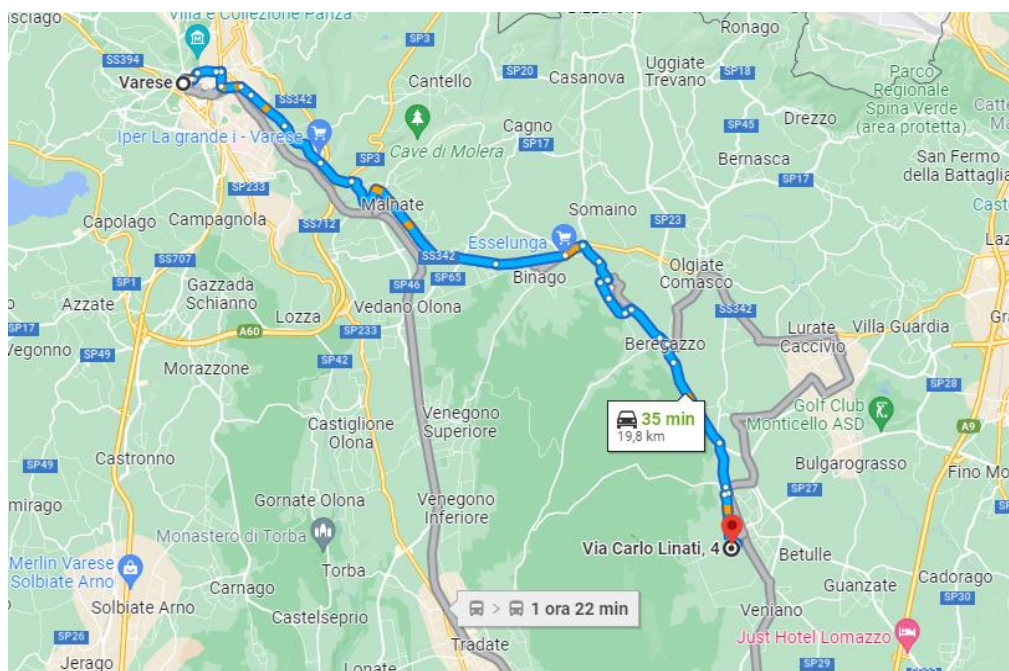 Villa e Collezione Panza
Ronago
asciago
SP3
SS394
Varese
Cantello
SP20
Casanova
Uggiate
Trevano
SP18
Parco
Regionale
Spina Verde
(area protetta)
SS342
Iper La grande i - Varese
Cagno
SP17
Drezzo
SP45
Cave di Molera
SP3
Bernasca
SP17
San Fermo
della Battaglia
SP233
Malnate
Capolago
Campagnola
SS712
Somaino
SP23
Esselunga
SS342
SP65
Binago
Olgiate
Comasco
SS707
SP1
Gazzada
Schianno
SP46
Azzate
Vedano Olona
Lozza
SS342
Lurate
Caccivio
Villa Guardia
SP17
Vegonno
SP49
A60
SP233
SP42
Beregazzo
Morazzone
SP28
35 min
19,8 km
Golf Club
Monticello ASD
A9
Castiglione
Olona
Venegono
Superiore
Castronno
SP49
Bulgarograsso
Fino Mo
mirago
Gornate Olona
Venegono
Inferiore
SP27
Monastero di Torba
Via Carlo Linati, 4
Betulle
Merlin Varese
Solbiate Arno
Torba
Carnago
Guanzate
Cadorago
SP30
Solbiate Arno
Castelseprio
1 ora 22 min
Veniano
SP26
Tradate
Just Hotel Lomazzo
Jerago
Lonate
SP29